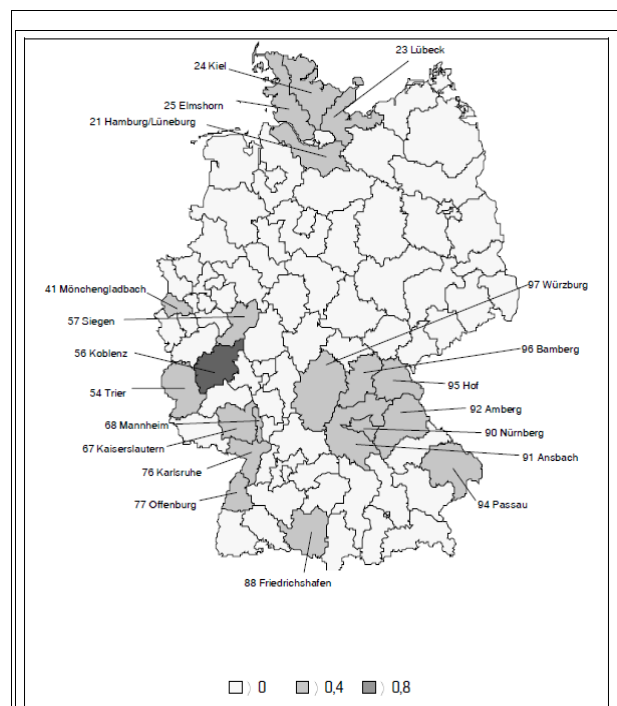 23 Lübeck
24 Kiel
25 Elmshorn
21 Hamburg/Lüneburg
97 Würzburg
41 Mönchengladbach
57 Siegen
96 Bamberg
56 Koblenz
95 Hof
54 Trier
92 Amberg
68 Mannheim
90 Nürnberg
67 Kaiserslautern
91 Ansbach
76 Karlsruhe
77 Offenburg
94 Passau
88 Friedrichshafen
⟩ 0 ⟩ 0,4 ⟩ 0,8